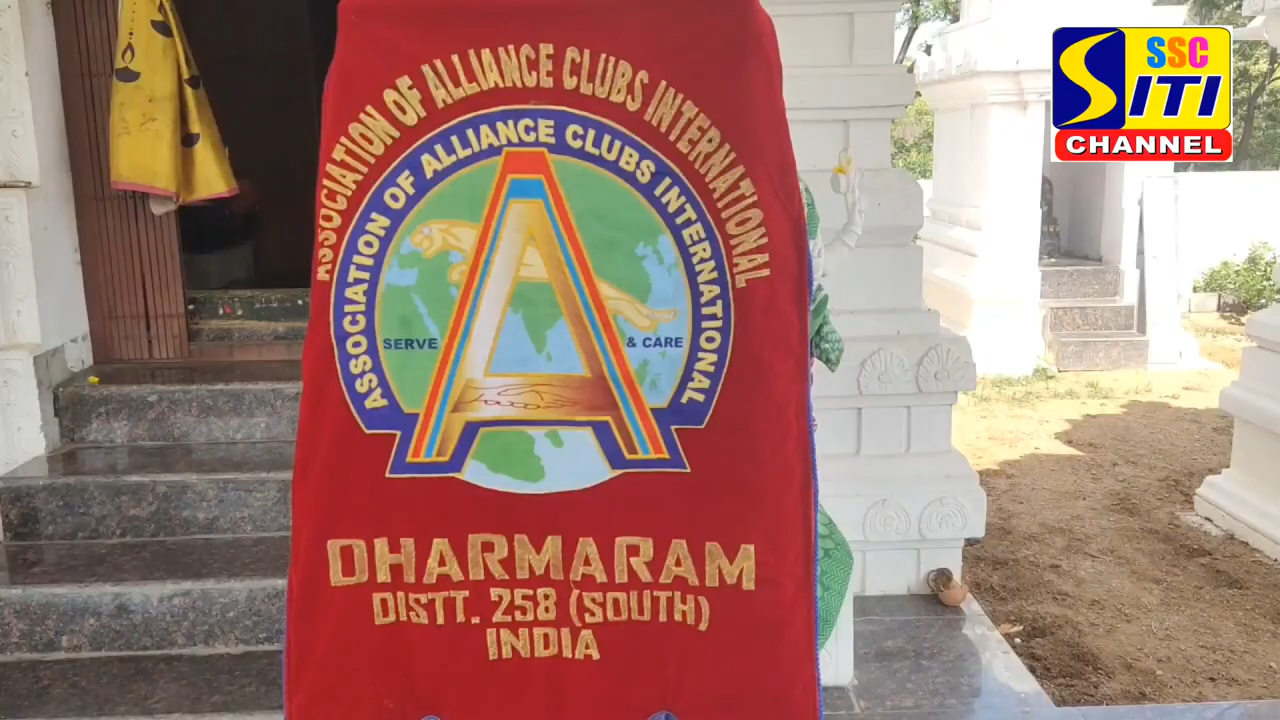 SSC
SITI
CHANNEL
ASSOCIATION OF ALLIANCE CLUBS INTERNATIONAL
ASSOCIATION OF ALLIANCE CLUBS INTERNATIONAL
SERVE & CARE
DHARMARAM
DISTT. 258 (SOUTH)
INDIA